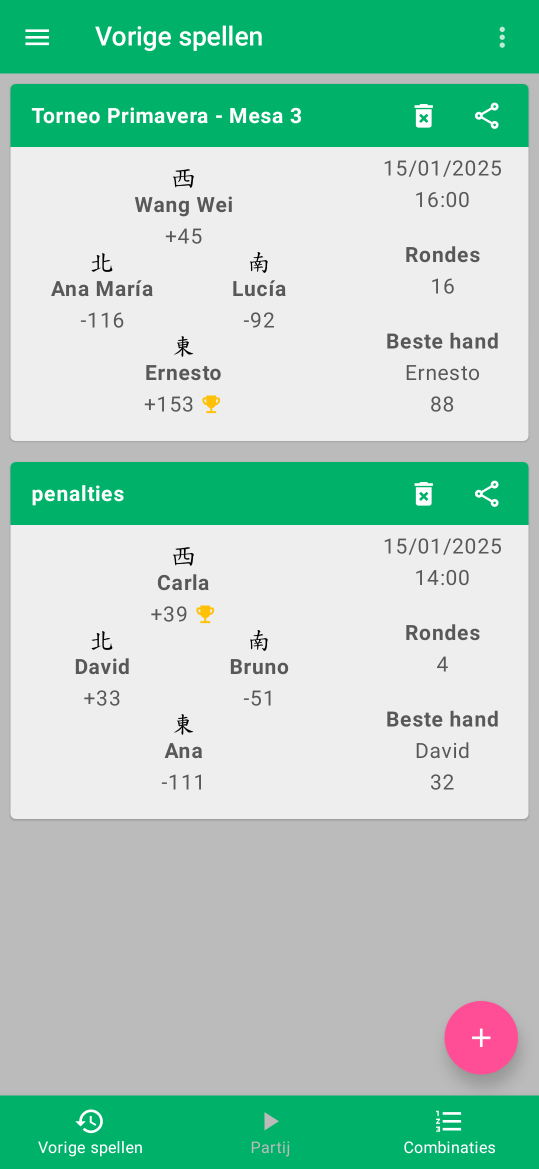 Vorige spellen
Torneo Primavera - Mesa 3
西
Wang Wei
+45
北
Ana María
-116
南
Lucía
-92
東
Ernesto
+153
15/01/2025
16:00
Rondes
16
Beste hand
Ernesto
88
penalties
西
Carla
+39
北
David
+33
南
Bruno
-51
東
Ana
-111
15/01/2025
14:00
Rondes
4
Beste hand
David
32
Vorige spellen
Partij
Combinaties